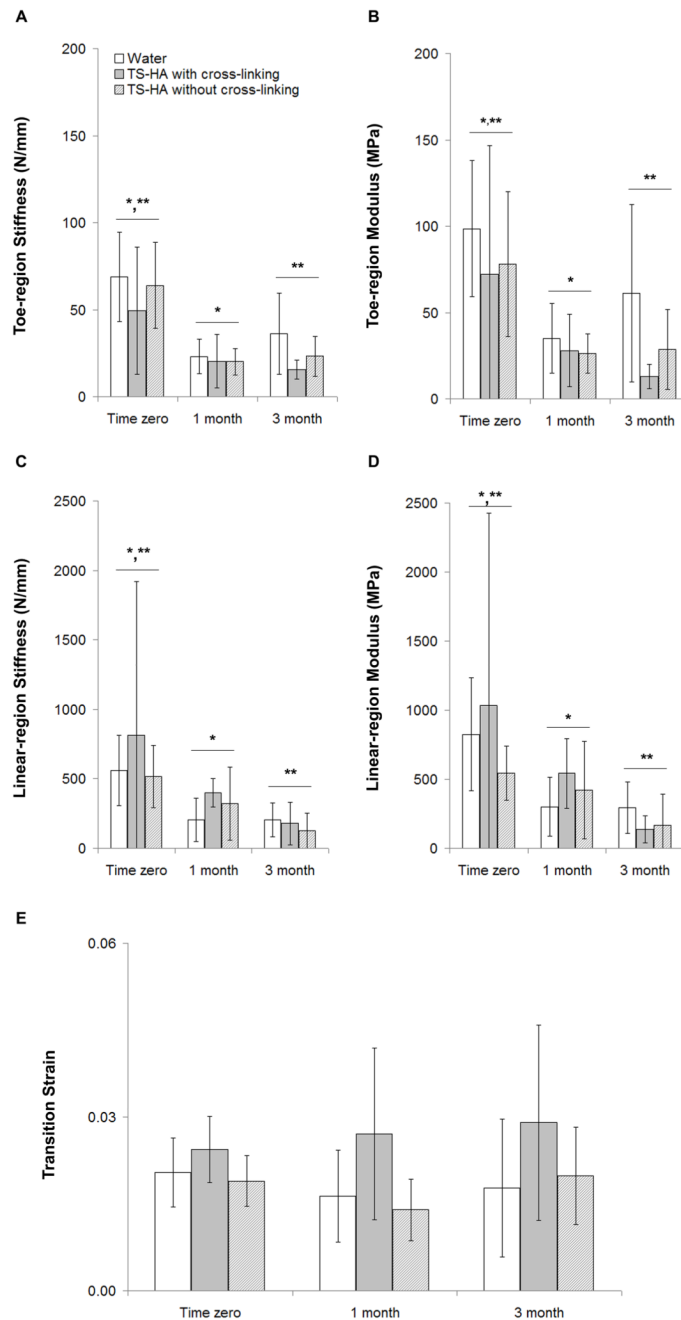 A
Toe-region Stiffness (N/mm)
200
150
100
50
0
Water
TS-HA with cross-linking
TS-HA without cross-linking
*,**
*
**
Time zero 1 month 3 month
B
Toe-region Modulus (MPa)
200
150
100
50
0
*,**
*
**
Time zero 1 month 3 month
C
Linear-region Stiffness (N/mm)
2500
2000
1500
1000
500
0
*,**
*
**
Time zero 1 month 3 month
D
Linear-region Modulus (MPa)
2500
2000
1500
1000
500
0
*,**
*
**
Time zero 1 month 3 month
E
Transition Strain
0.06
0.03
0.00
Time zero 1 month 3 month